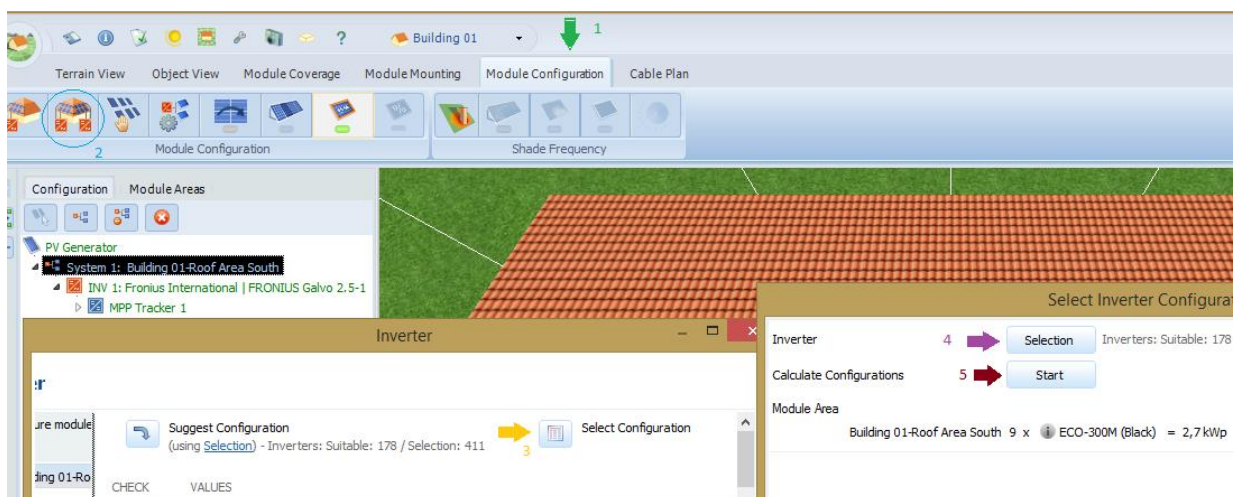 1
? Building 01
Terrain View Object View Module Coverage Module Mounting Module Configuration Cable Plan
2 Module Configuration Shade Frequency
Configuration Module Areas
PV Generator
System 1: Building 01-Roof Area South
INV 1: Fronius International | FRONIUS Galvo 2.5-1
MPP Tracker 1
Inverter
Select Inverter Configurat
Inverter 4 Selection Inverters: Suitable: 178
Calculate Configurations 5 Start
Module Area
Building 01-Roof Area South 9 x ECO-300M (Black) = 2,7 kWp
er
ure module
Suggest Configuration
(using Selection) - Inverters: Suitable: 178 / Selection: 411
3
Select Configuration
ding 01-Ro
CHECK VALUES